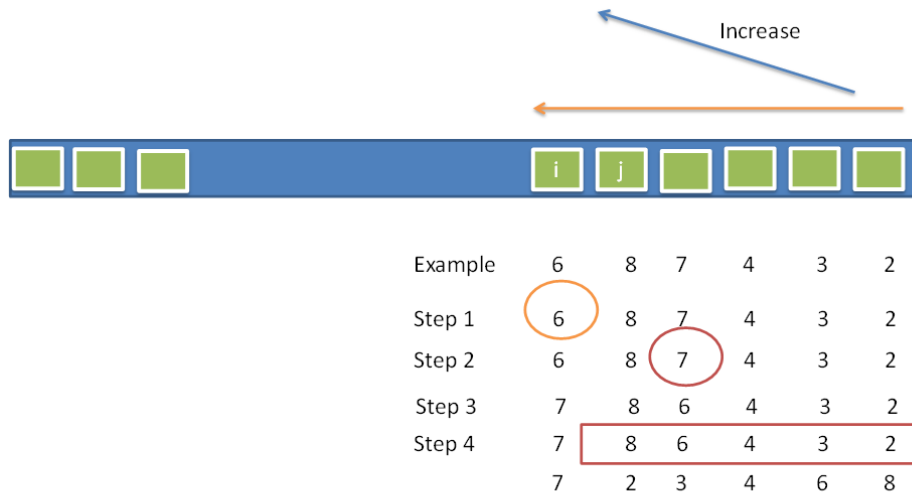 Increase
i j
Example 6 8 7 4 3 2
Step 1 6 8 7 4 3 2
Step 2 6 8 7 4 3 2
Step 3 7 8 6 4 3 2
Step 4 7 8 6 4 3 2
7 2 3 4 6 8